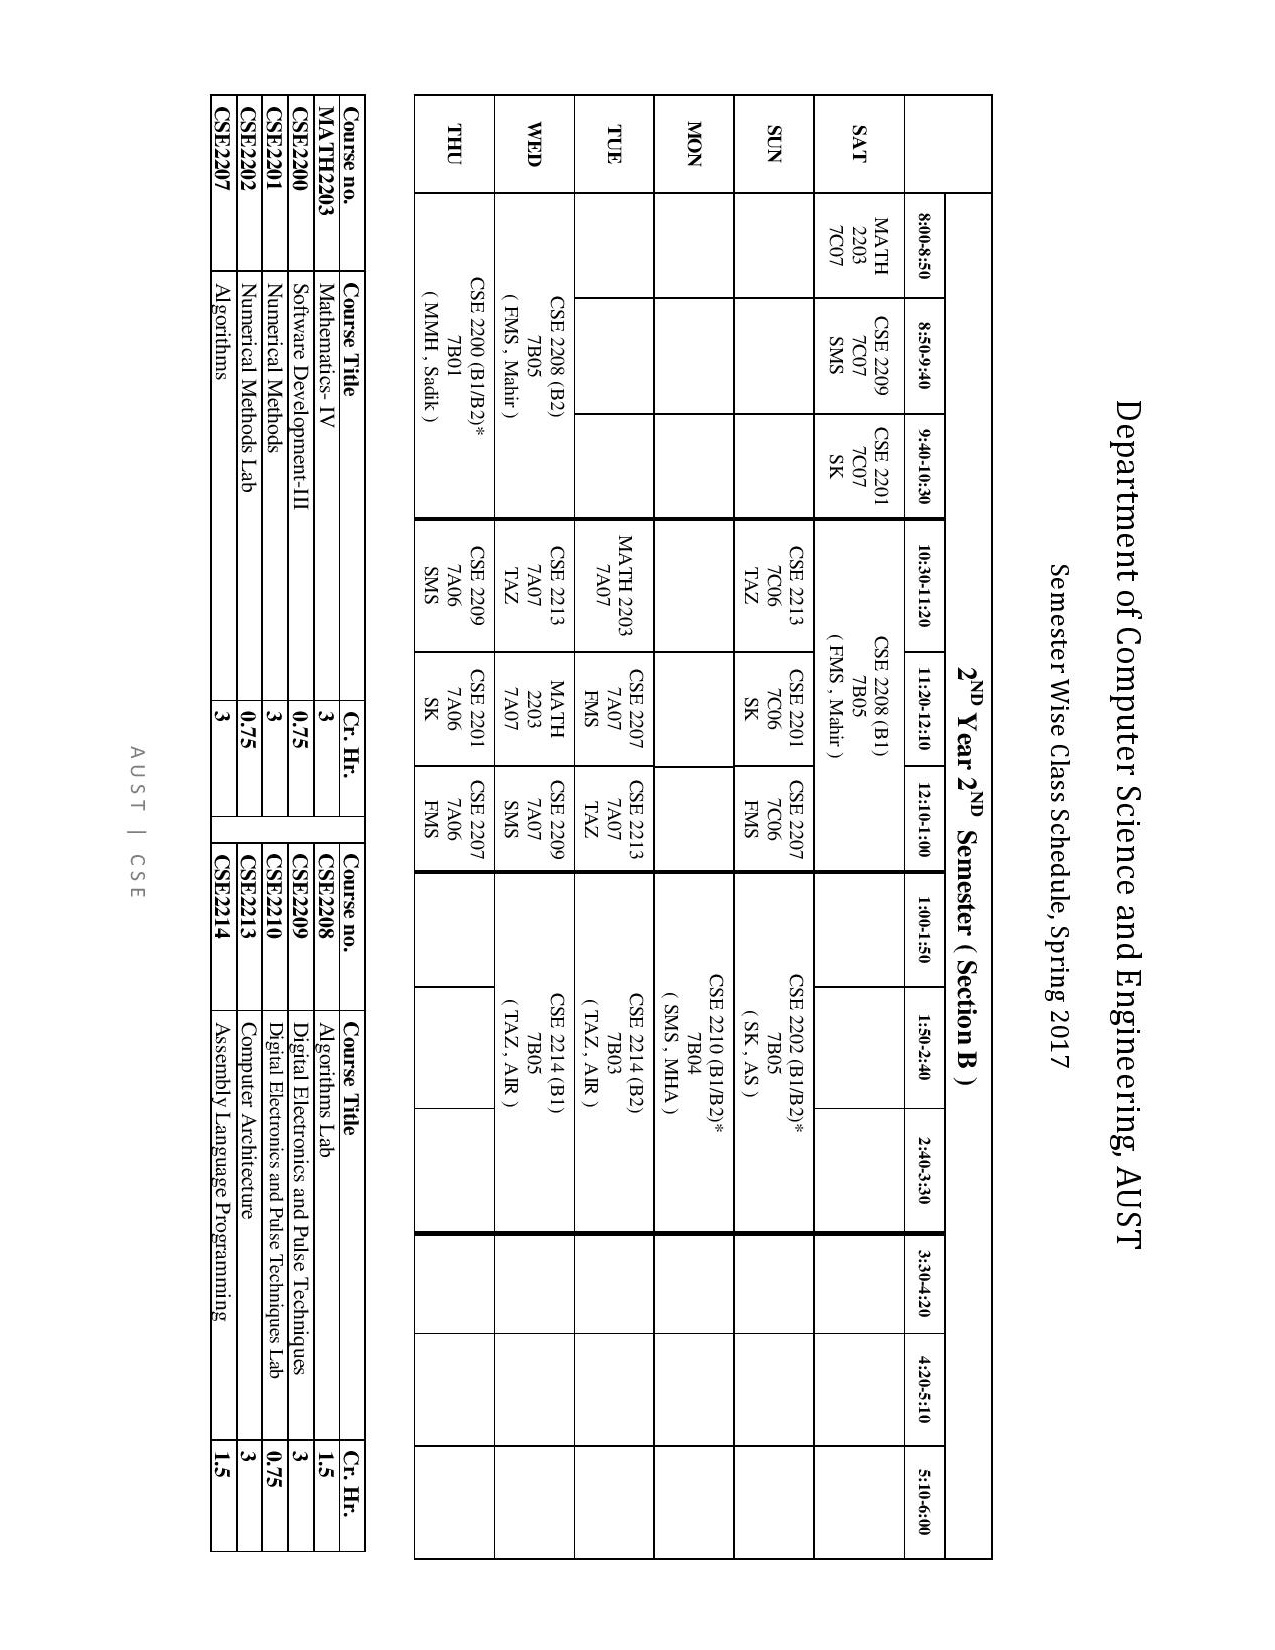 Department of Computer Science and Engineering, AUST
Semester Wise Class Schedule, Spring 2017
2ND Year 2ND Semester ( Section B )
8:00-8:50 8:50-9:40 9:40-10:30 10:30-11:20 11:20-12:10 12:10-1:00 1:00-1:50 1:50-2:40 2:40-3:30 3:30-4:20 4:20-5:10 5:10-6:00
SAT
MATH
2203
7C07
CSE 2209
7C07
SMS
CSE 2201
7C07
SK
CSE 2208 (B1)
7B05
( FMS , Mahir )
SUN
CSE 2213
7C06
TAZ
CSE 2201
7C06
SK
CSE 2207
7C06
FMS
CSE 2202 (B1/B2)*
7B05
( SK , AS )
MON
CSE 2210 (B1/B2)*
7B04
( SMS , MHA )
TUE
MATH 2203
7A07
CSE 2207
7A07
FMS
CSE 2213
7A07
TAZ
CSE 2214 (B2)
7B03
( TAZ , AIR )
WED
CSE 2208 (B2)
7B05
( FMS , Mahir )
CSE 2213
7A07
TAZ
MATH
2203
7A07
CSE 2209
7A07
SMS
CSE 2214 (B1)
7B05
( TAZ , AIR )
THU
CSE 2200 (B1/B2)*
7B01
( MMH , Sadik )
CSE 2209
7A06
SMS
CSE 2201
7A06
SK
CSE 2207
7A06
FMS
Course no. Course Title Cr. Hr. Course no. Course Title Cr. Hr.
MATH2203 Mathematics- IV 3 CSE2208 Algorithms Lab 1.5
CSE2200 Software Development-III 0.75 CSE2209 Digital Electronics and Pulse Techniques 3
CSE2201 Numerical Methods 3 CSE2210 Digital Electronics and Pulse Techniques Lab 0.75
CSE2202 Numerical Methods Lab 0.75 CSE2213 Computer Architecture 3
CSE2207 Algorithms 3 CSE2214 Assembly Language Programming 1.5
AUST | CSE